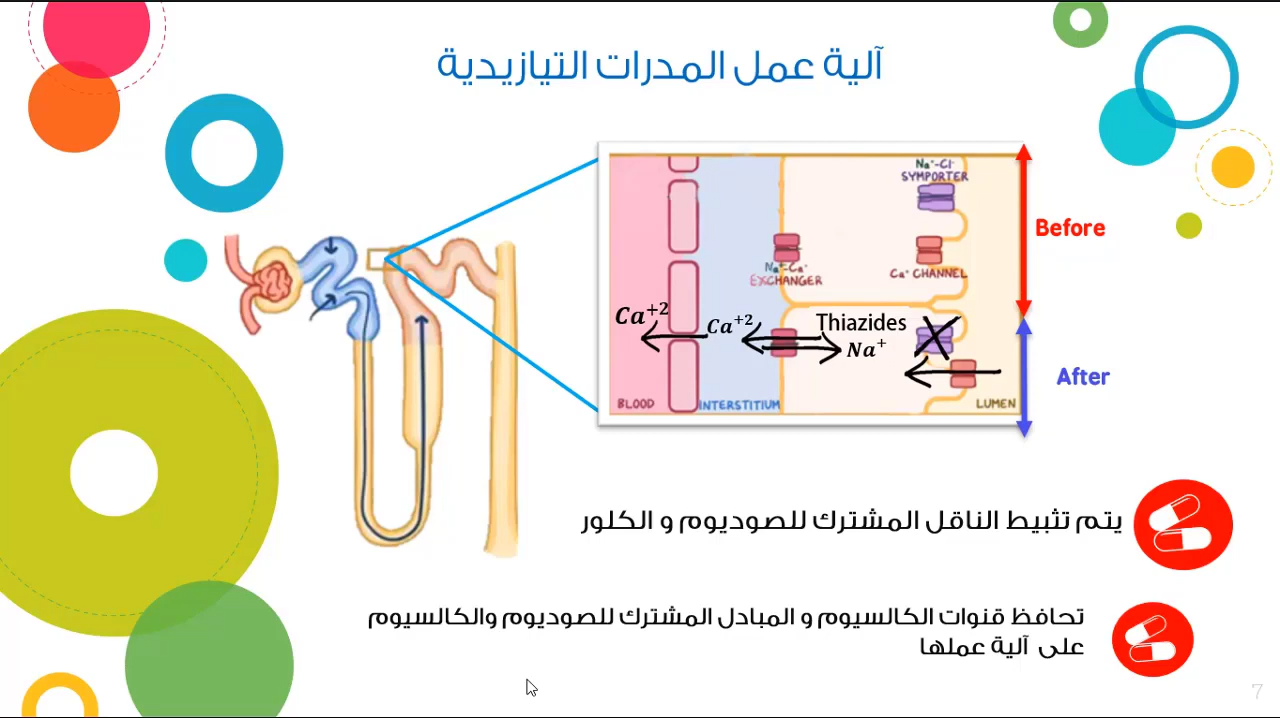 آلية عمل المدرات التيازيدية
Na⁺-Cl⁻
SYMPORTER
Before
Na⁺-Ca⁺
EXCHANGER
Ca⁺ CHANNEL
Ca⁺²
Ca⁺²
Thiazides
Na⁺
After
BLOOD
INTERSTITIUM
LUMEN
يتم تثبيط الناقل المشترك للصوديوم و الكلور
تحافظ قنوات الكالسيوم و المبادل المشترك للصوديوم والكالسيوم
على آلية عملها
7